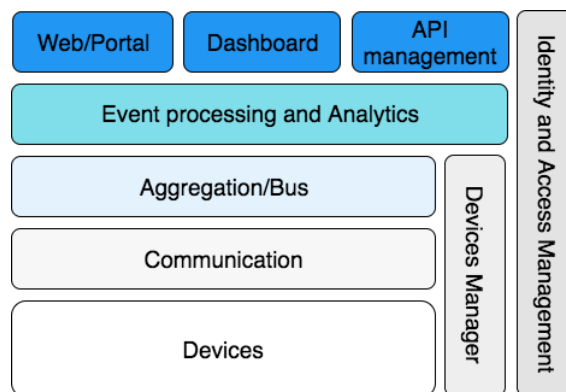 Web/Portal
Dashboard
API
management
Event processing and Analytics
Aggregation/Bus
Communication
Devices
Devices Manager
Identity and Access Management